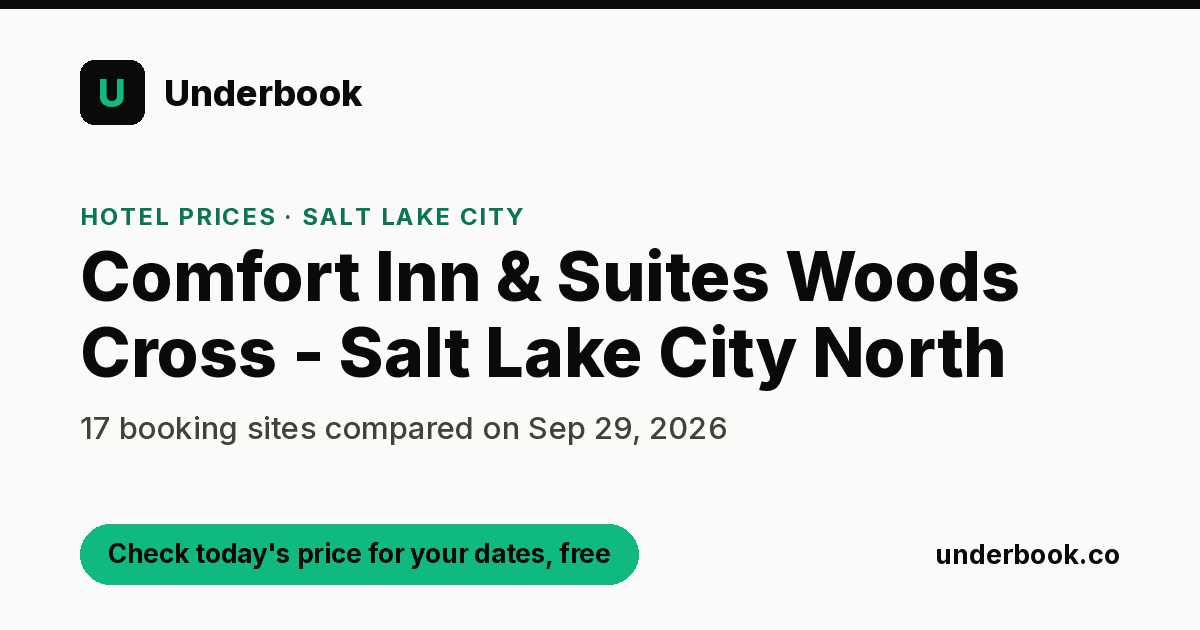 U Underbook
HOTEL PRICES · SALT LAKE CITY
Comfort Inn & Suites Woods
Cross - Salt Lake City North
17 booking sites compared on Sep 29, 2026
Check today's price for your dates, free
underbook.co